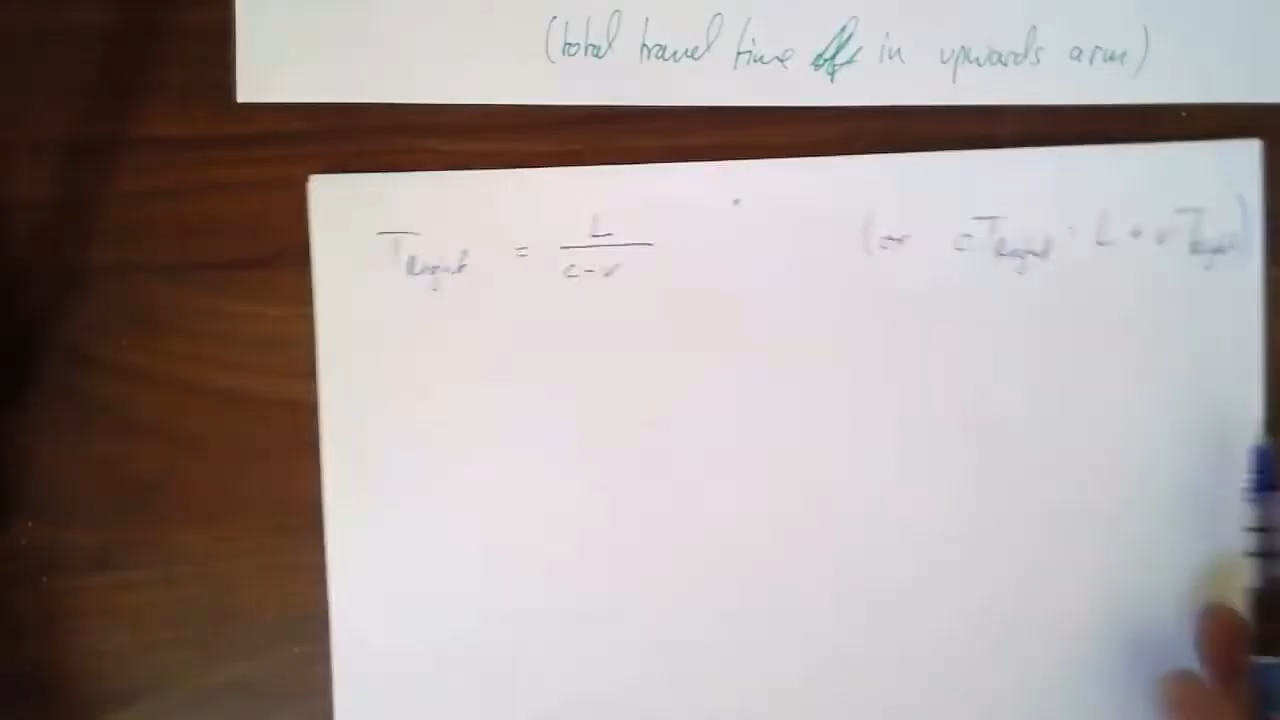 (total travel time in upwards arm)
T_Right = L / (c-v) (or cT_Right = L + vT_Right)